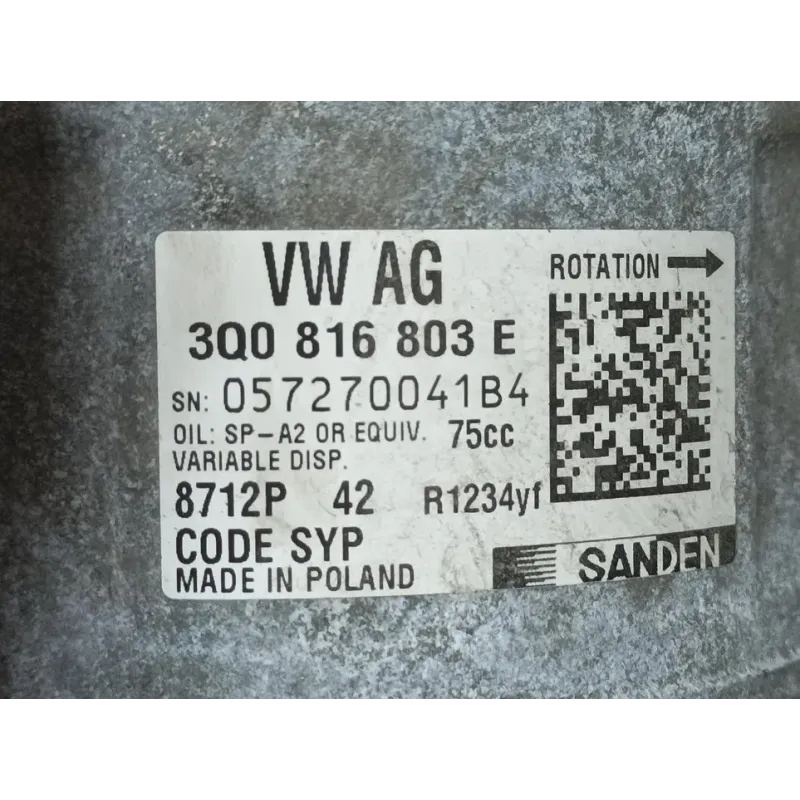 VW AG
ROTATION
3Q0 816 803 E
SN: 057270041B4
OIL: SP-A2 OR EQUIV. 75cc
VARIABLE DISP.
8712P 42 R1234yf
CODE SYP
SANDEN
MADE IN POLAND